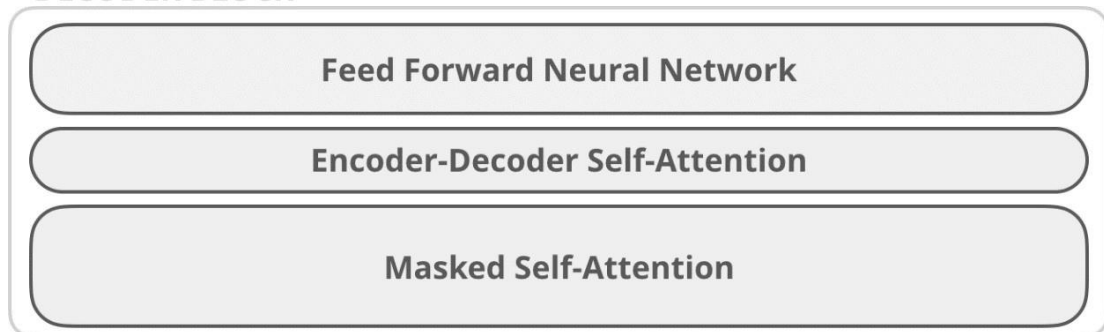 Feed Forward Neural Network
Encoder-Decoder Self-Attention
Masked Self-Attention